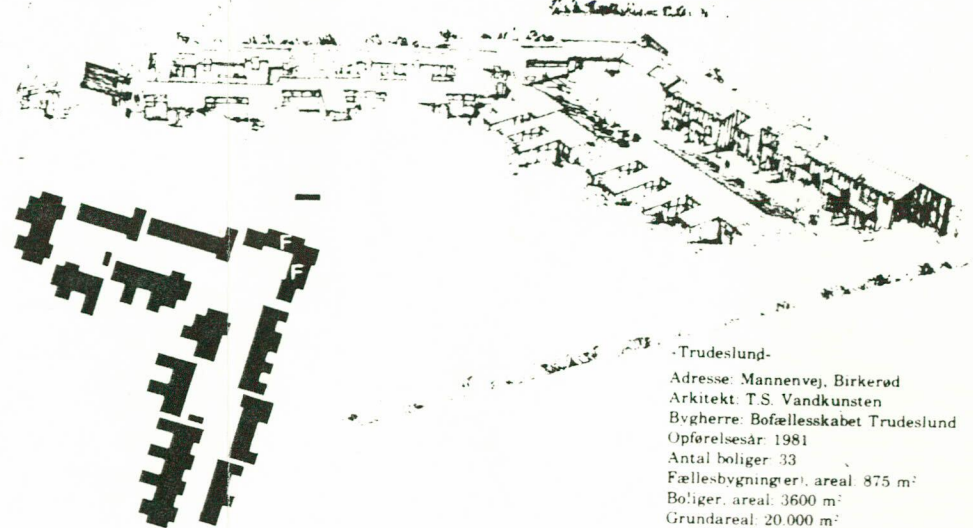 F
F
-Trudeslund-
Adresse: Mannenvej, Birkerød
Arkitekt: T.S. Vandkunsten
Bygherre: Bofællesskabet Trudeslund
Opførelsesår: 1981
Antal boliger: 33
Fællesbygning(er), areal: 875 m²
Boliger, areal: 3600 m²
Grundareal: 20.000 m²